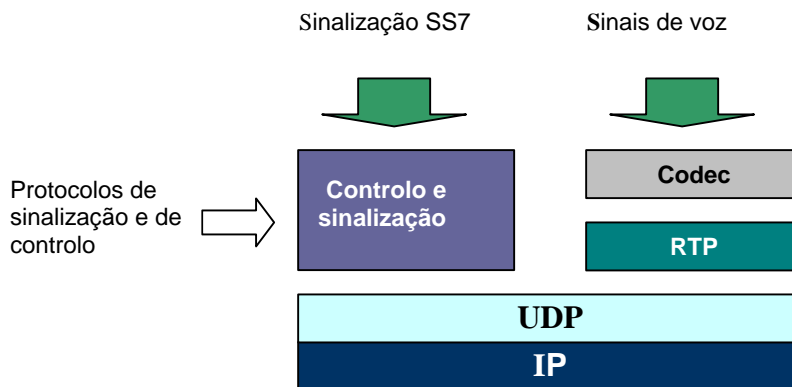 Sinalização SS7
Sinais de voz
Protocolos de
sinalização e de
controlo
Controlo e
sinalização
Codec
RTP
UDP
IP